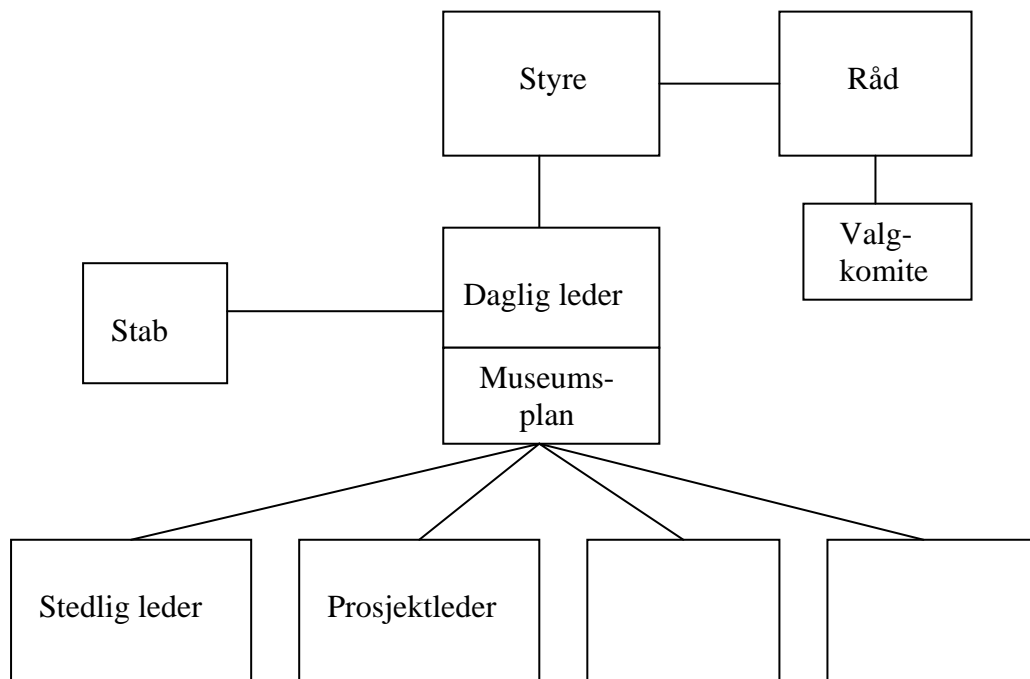 Styre
Råd
Valg-
komite
Daglig leder
Stab
Museums-
plan
Stedlig leder
Prosjektleder